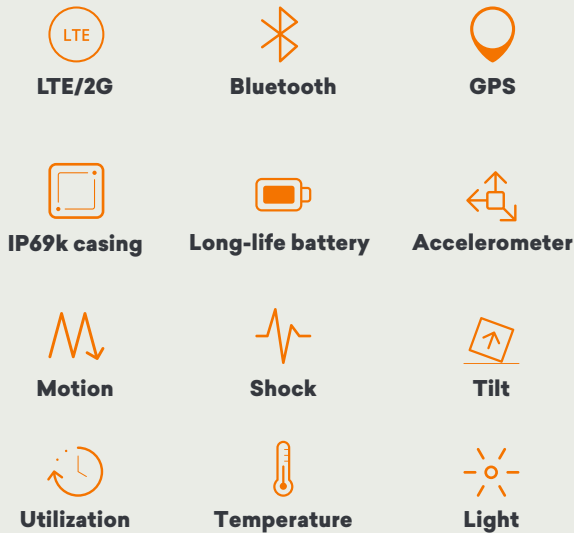 LTE
LTE/2G
Bluetooth
GPS
IP69k casing
Long-life battery
Accelerometer
Motion
Shock
Tilt
Utilization
Temperature
Light